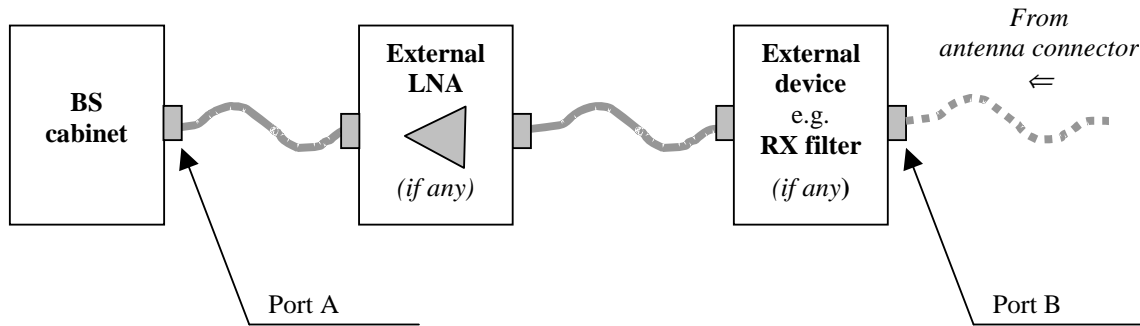 BS
cabinet
External
LNA
(if any)
External
device
e.g.
RX filter
(if any)
From
antenna connector
⇐
Port A
Port B